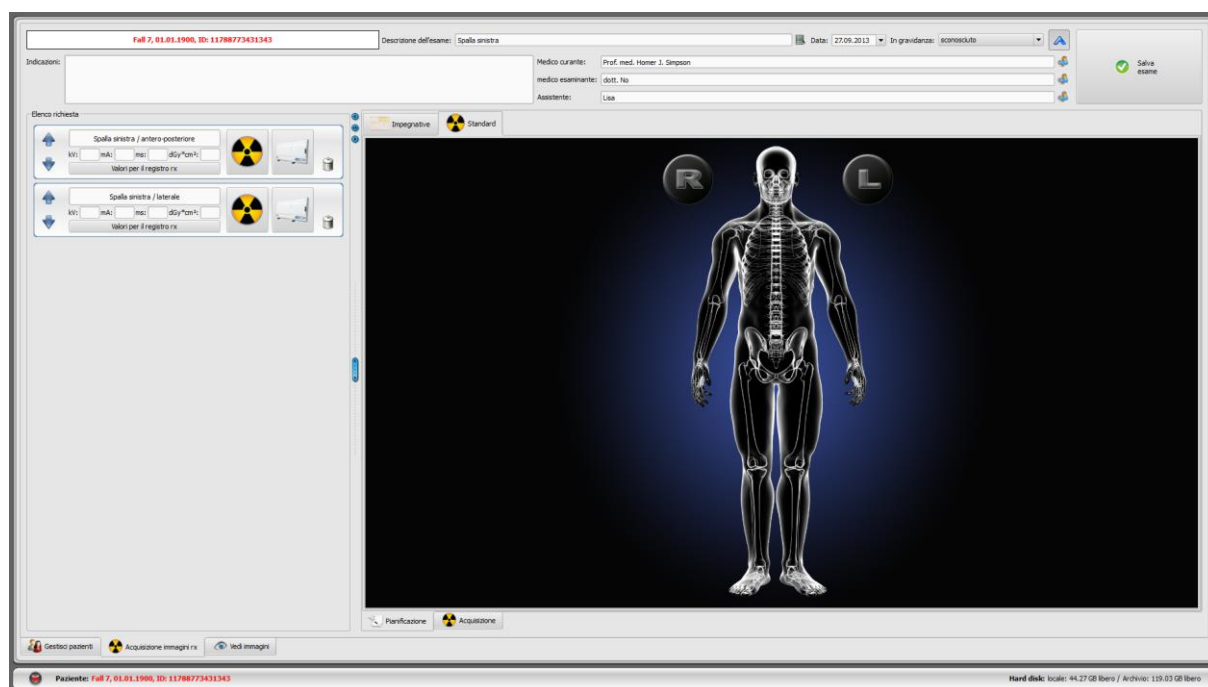 Fall 7, 01.01.1900, ID: 11788773431343
Descrizione dell'esame: Spalla sinistra
Data: 27.09.2013
In gravidanza: sconosciuto
Salva esame
Indicazioni:
Medico curante: Prof. med. Homer J. Simpson
medico esaminante: dott. No
Assistente: Lisa
Elenco richiesta
Spalla sinistra / antero-posteriore
kV: mA: ms: dGy*cm²:
Valori per il registro rx
Spalla sinistra / laterale
kV: mA: ms: dGy*cm²:
Valori per il registro rx
Impegnative
Standard
R
L
Pianificazione
Acquisizione
Gestisci pazienti
Acquisizione immagini rx
Vedi immagini
Paziente: Fall 7, 01.01.1900, ID: 11788773431343
Hard disk: locale: 44.27 GB libero / Archivio: 119.03 GB libero